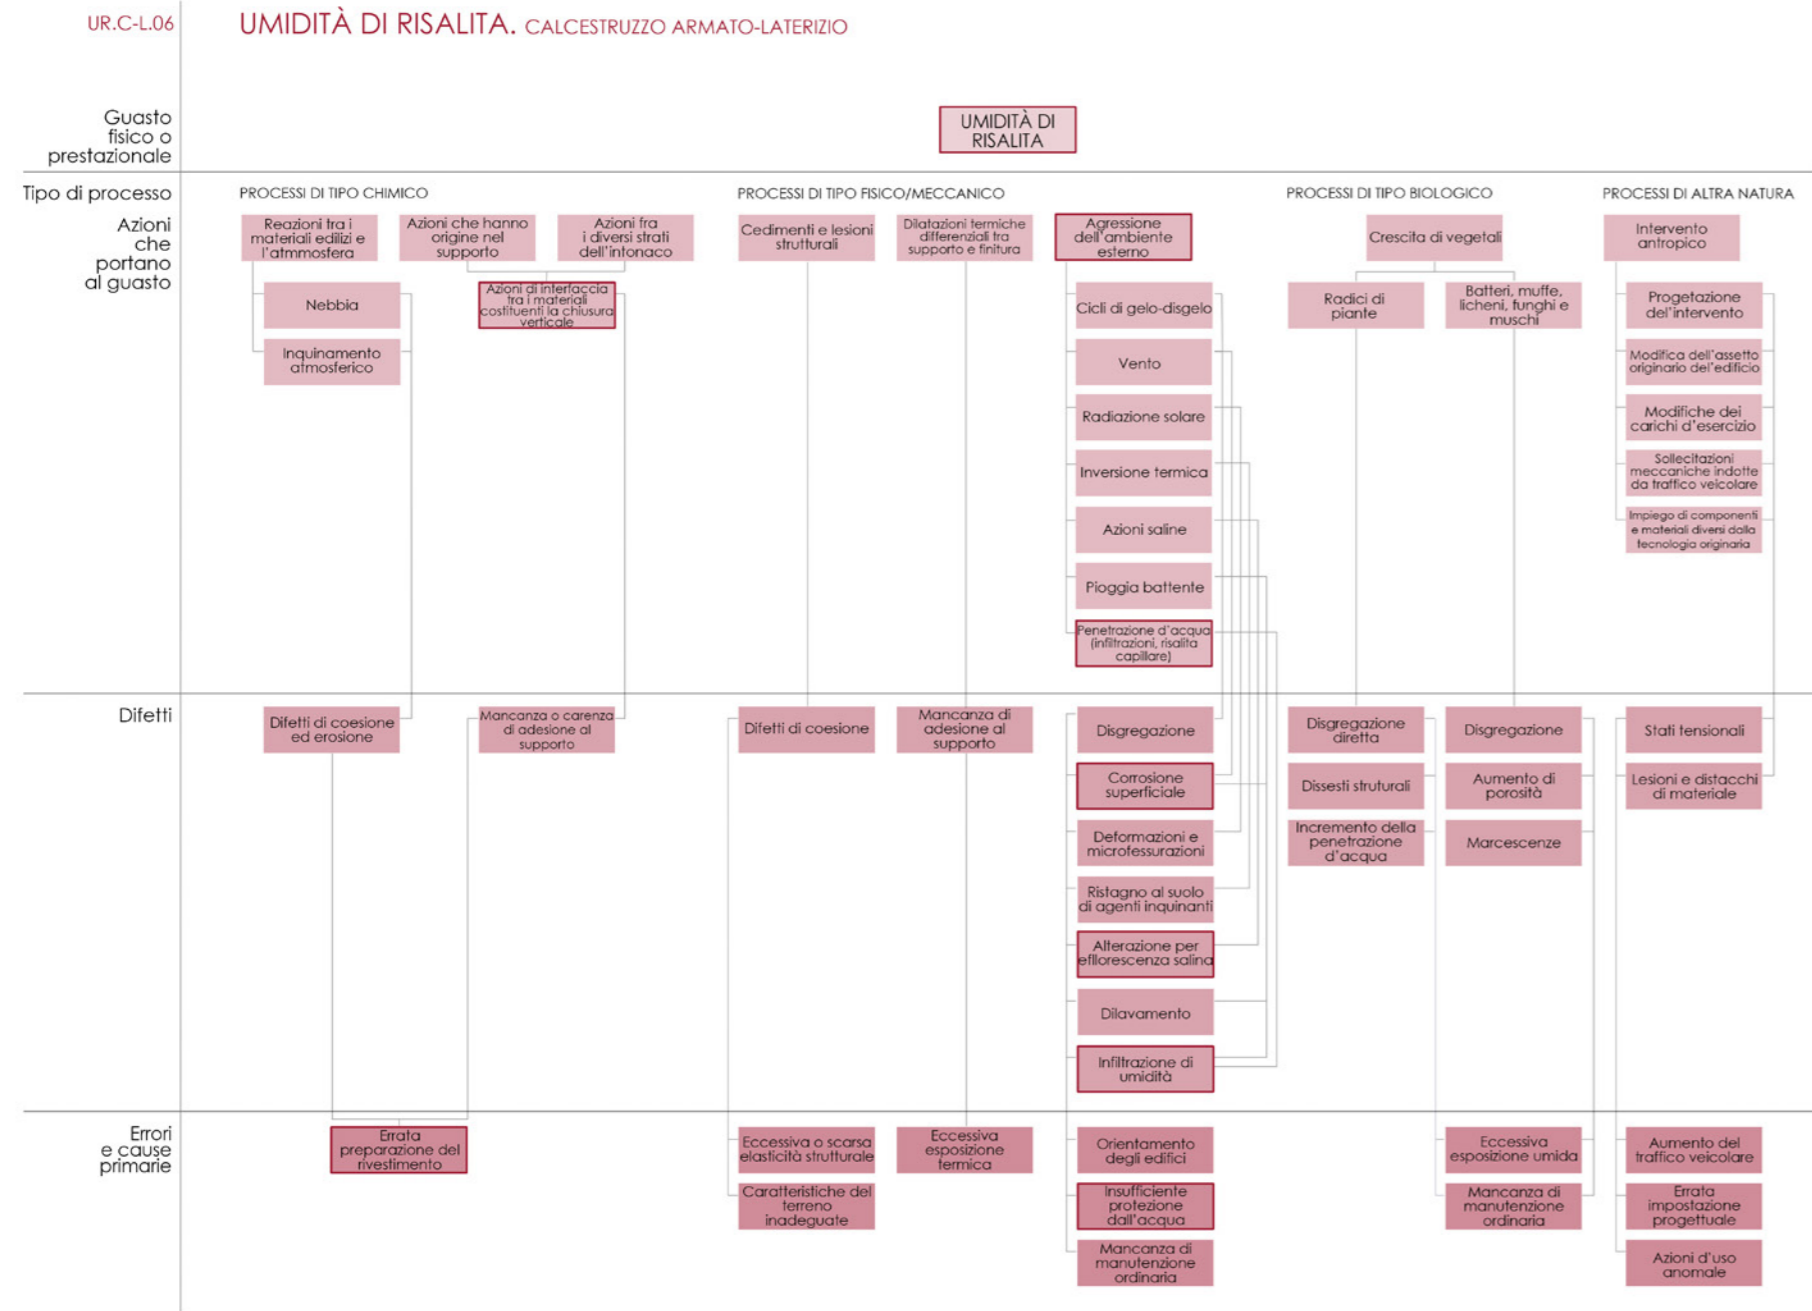 UR.C-L.06
UMIDITÀ DI RISALITA. CALCESTRUZZO ARMATO-LATERIZIO
Guasto
fisico o
prestazionale
UMIDITÀ DI
RISALITA
Tipo di processo
PROCESSI DI TIPO CHIMICO
PROCESSI DI TIPO FISICO/MECCANICO
PROCESSI DI TIPO BIOLOGICO
PROCESSI DI ALTRA NATURA
Azioni
che
portano
al guasto
Reazioni tra i
materiali edilizi e
l'atmmosfera
Azioni che hanno
origine nel
supporto
Azioni fra
i diversi strati
dell'intonaco
Cedimenti e lesioni
strutturali
Dilatazioni termiche
differenziali tra
supporto e finitura
Agressione
dell'ambiente
esterno
Crescita di vegetali
Intervento
antropico
Nebbia
Inquinamento
atmosferico
Azioni di interfaccia
tra i materiali
costituenti la chiusura
verticale
Cicli di gelo-disgelo
Vento
Radiazione solare
Inversione termica
Azioni saline
Pioggia battente
Penetrazione d'acqua
(infiltrazioni, risalita
capillare)
Radici di
piante
Batteri, muffe,
licheni, funghi e
muschi
Progetazione
del'intervento
Modifica dell'assetto
originario del'edificio
Modifiche dei
carichi d'esercizio
Sollecitazioni
meccaniche indotte
da traffico veicolare
Impiego di componenti
e materiali diversi dalla
tecnologia originaria
Difetti
Difetti di coesione
ed erosione
Mancanza o carenza
di adesione al
supporto
Difetti di coesione
Mancanza di
adesione al
supporto
Disgregazione
Corrosione
superficiale
Deformazioni e
microfessurazioni
Ristagno al suolo
di agenti inquinanti
Alterazione per
efllorescenza salina
Dilavamento
Infiltrazione di
umidità
Disgregazione
diretta
Dissesti struturali
Incremento della
penetrazione
d'acqua
Disgregazione
Aumento di
porosità
Marcescenze
Stati tensionali
Lesioni e distacchi
di materiale
Errori
e cause
primarie
Errata
preparazione del
rivestimento
Eccessiva o scarsa
elasticità strutturale
Caratteristiche del
terreno
inadeguate
Eccessiva
esposizione
termica
Orientamento
degli edifici
Insufficiente
protezione
dall'acqua
Mancanza di
manutenzione
ordinaria
Eccessiva
esposizione umida
Mancanza di
manutenzione
ordinaria
Aumento del
traffico veicolare
Errata
impostazione
progettuale
Azioni d'uso
anomale